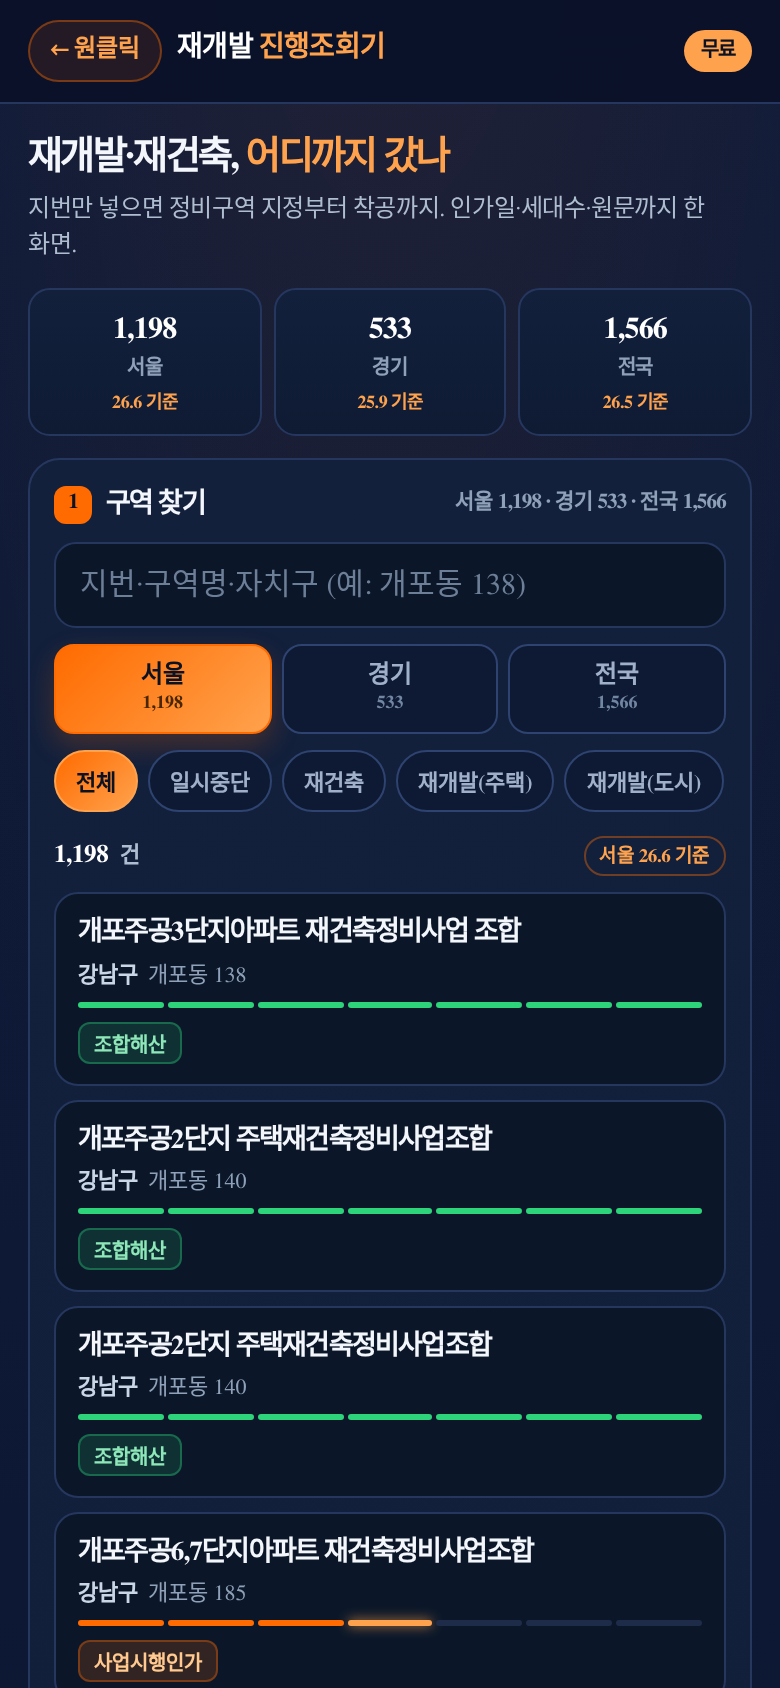 ← 원클릭 재개발 진행조회기 무료
재개발·재건축, 어디까지 갔나
지번만 넣으면 정비구역 지정부터 착공까지. 인가일·세대수·원문까지 한
화면.
1,198 533 1,566
서울 경기 전국
26.6 기준 25.9 기준 26.5 기준
1 구역 찾기 서울 1,198 · 경기 533 · 전국 1,566
지번·구역명·자치구 (예: 개포동 138)
서울 경기 전국
1,198 533 1,566
전체 일시중단 재건축 재개발(주택) 재개발(도시)
1,198 건 서울 26.6 기준
개포주공3단지아파트 재건축정비사업 조합
강남구 개포동 138
조합해산
개포주공2단지 주택재건축정비사업조합
강남구 개포동 140
조합해산
개포주공2단지 주택재건축정비사업조합
강남구 개포동 140
조합해산
개포주공6,7단지아파트 재건축정비사업조합
강남구 개포동 185
사업시행인가